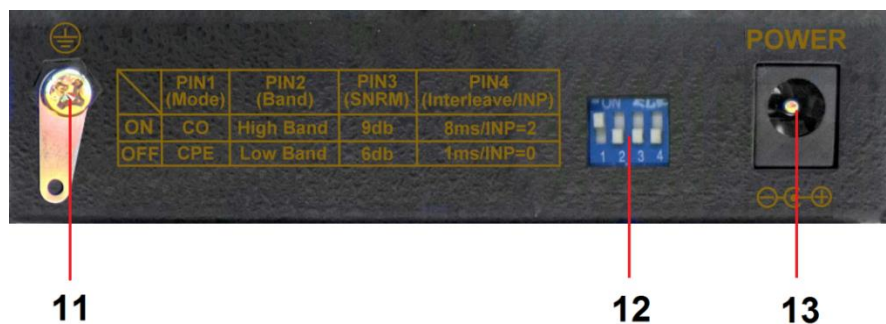 POWER
PIN1 PIN2 PIN3 PIN4
(Mode) (Band) (SNRM) (Interleave/INP)
ON CO High Band 9db 8ms/INP=2
OFF CPE Low Band 6db 1ms/INP=0
ON
1 2 3 4
11 12 13